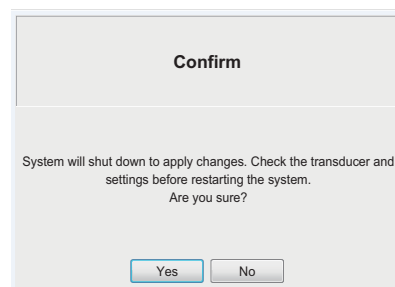 Confirm
System will shut down to apply changes. Check the transducer and
settings before restarting the system.
Are you sure?
Yes No